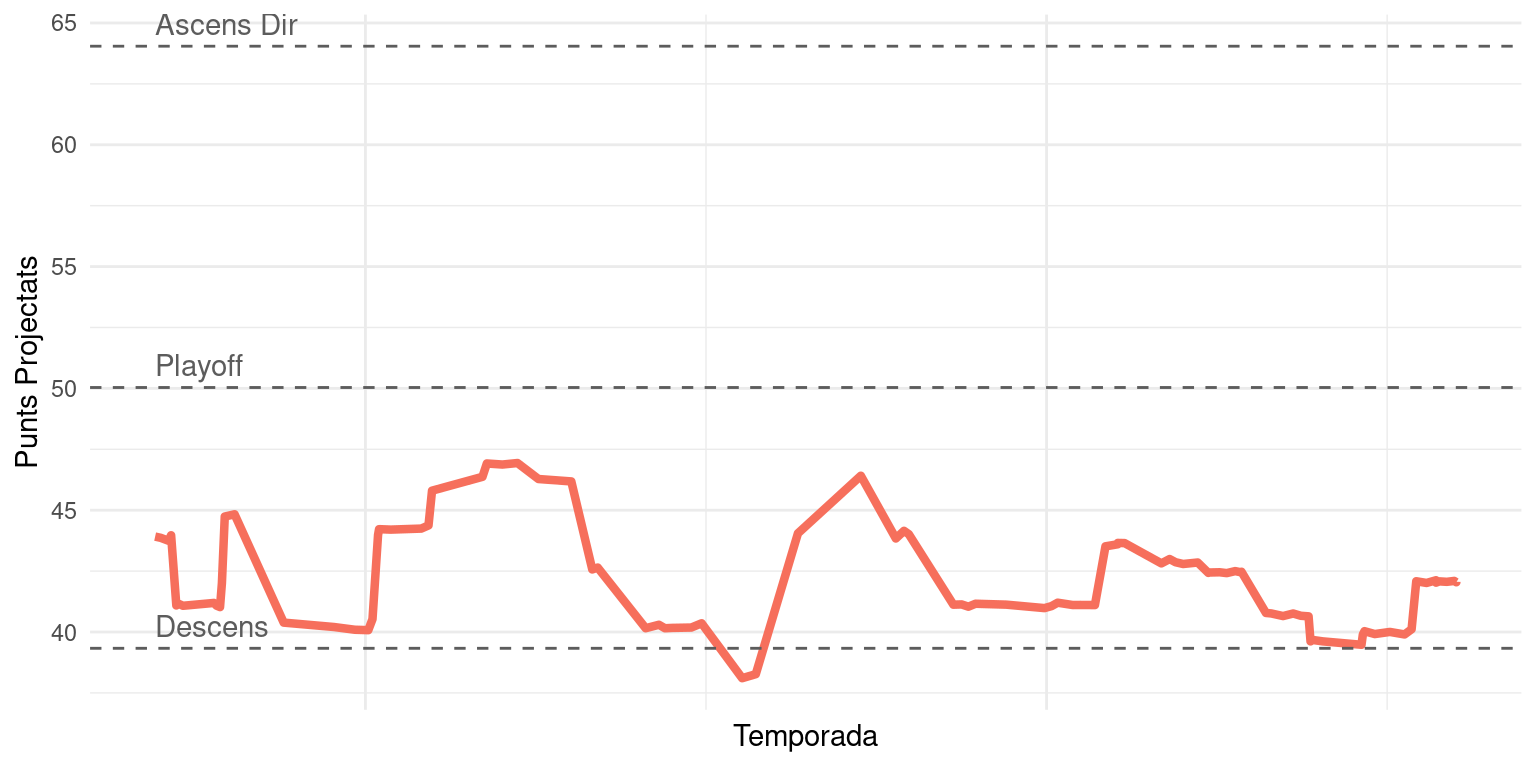 65
Ascens Dir
60
55
Playoff
50
45
Descens
40
Punts Projectats
Temporada